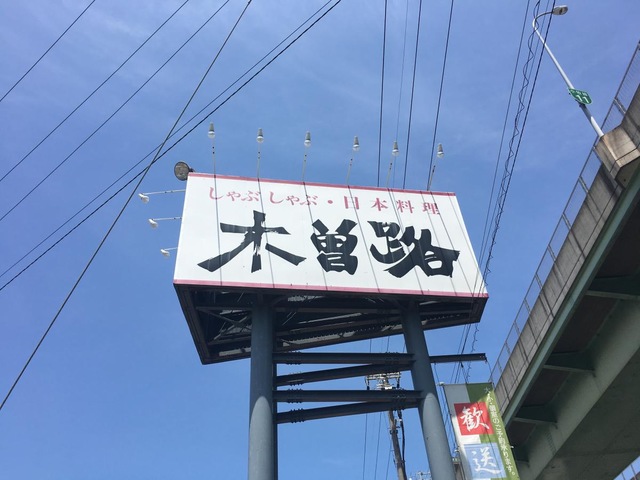 しゃぶしゃぶ・日本料理
木曽路
歓
送